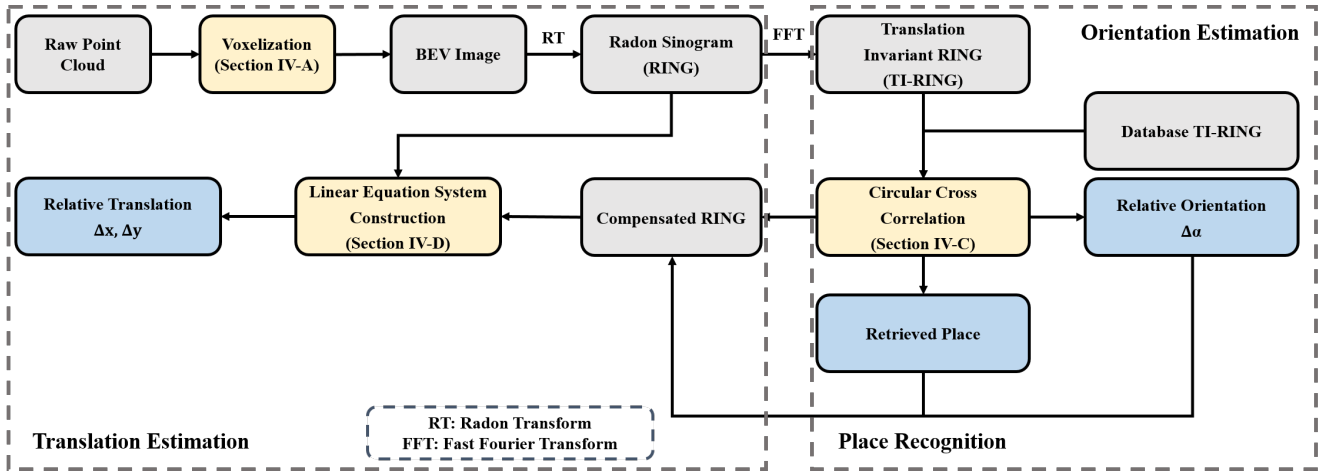 Raw Point
Cloud
Voxelization
(Section IV-A)
BEV Image
RT
Radon Sinogram
(RING)
FFT
Translation
Invariant RING
(TI-RING)
Orientation Estimation
Database TI-RING
Relative Translation
Δx, Δy
Linear Equation System
Construction
(Section IV-D)
Compensated RING
Circular Cross
Correlation
(Section IV-C)
Relative Orientation
Δα
Retrieved Place
Translation Estimation
RT: Radon Transform
FFT: Fast Fourier Transform
Place Recognition